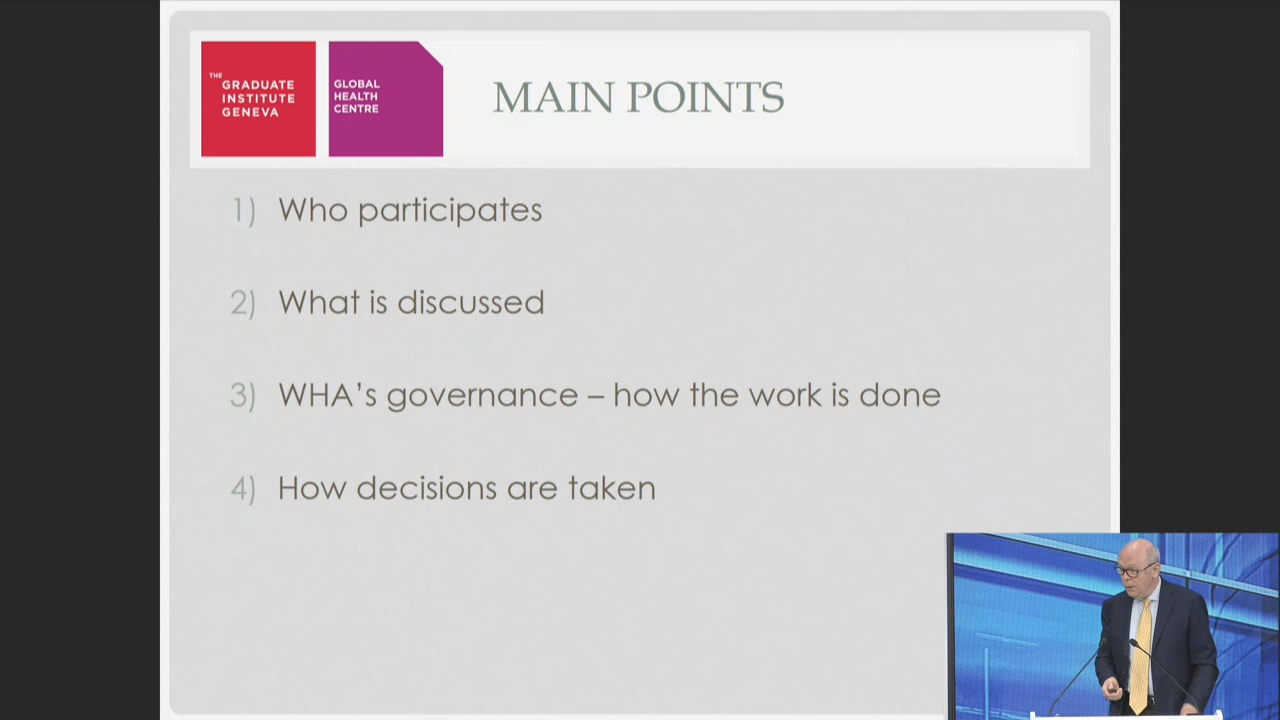 THE
GRADUATE
INSTITUTE
GENEVA
GLOBAL
HEALTH
CENTRE
MAIN POINTS
1) Who participates
2) What is discussed
3) WHA’s governance – how the work is done
4) How decisions are taken